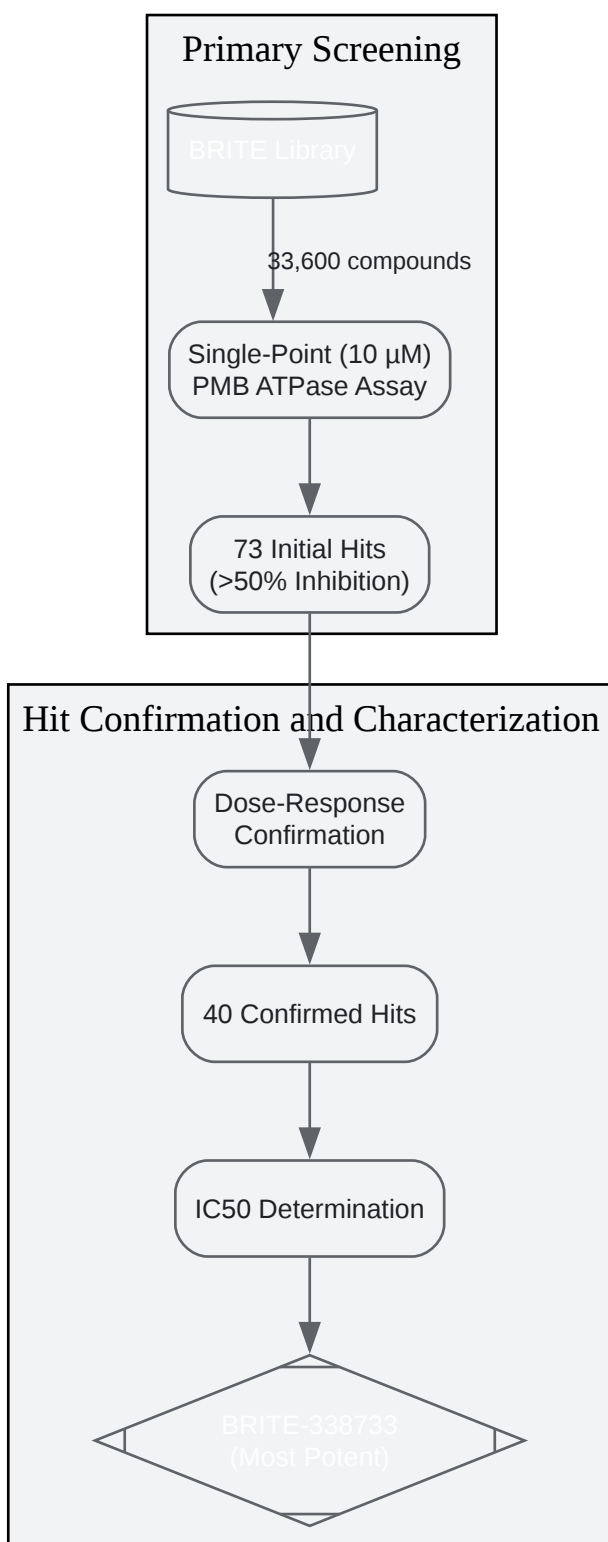 Primary Screening
BRITE Library
33,600 compounds
Single-Point (10 µM)
PMB ATPase Assay
73 Initial Hits
(>50% Inhibition)
Hit Confirmation and Characterization
Dose-Response
Confirmation
40 Confirmed Hits
IC50 Determination
BRITE-338733
(Most Potent)